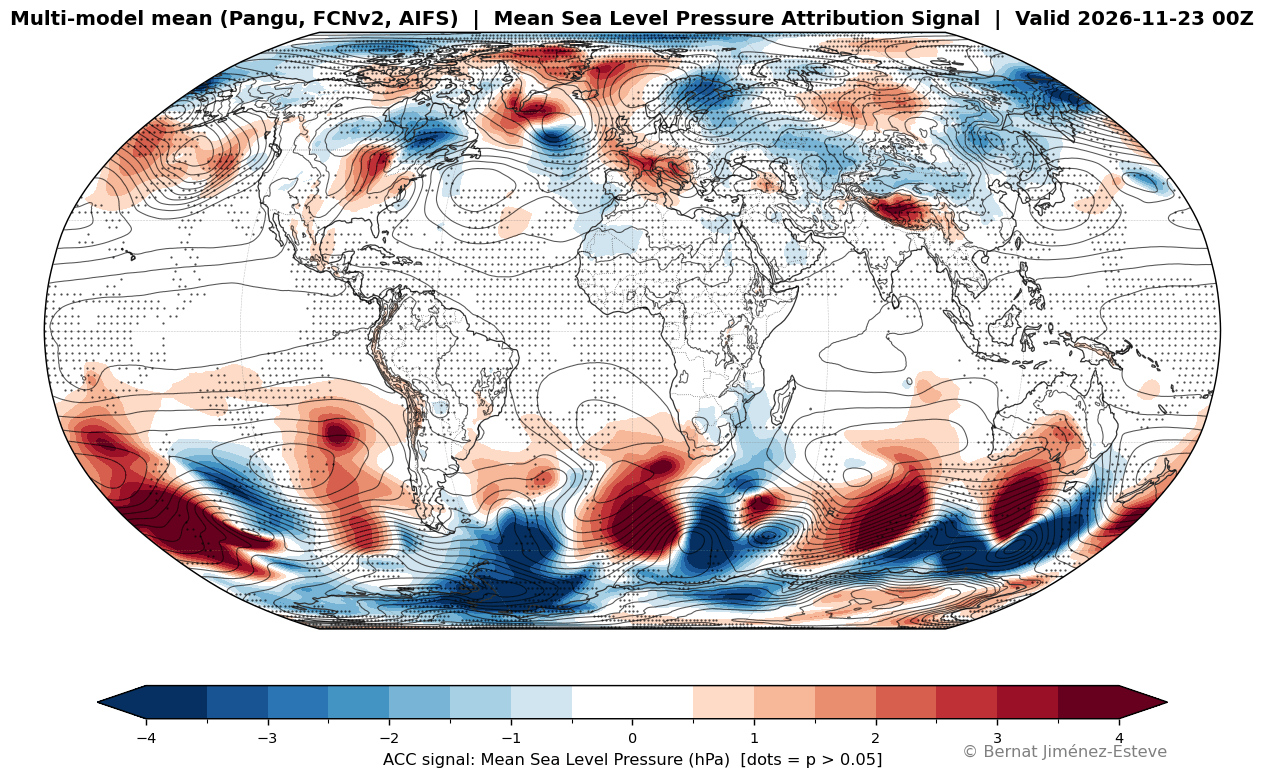 Multi-model mean (Pangu, FCNv2, AIFS)  |  Mean Sea Level Pressure Attribution Signal  |  Valid 2026-11-23 00Z
−4 −3 −2 −1 0 1 2 3 4
ACC signal: Mean Sea Level Pressure (hPa)  [dots = p > 0.05]
© Bernat Jiménez-Esteve